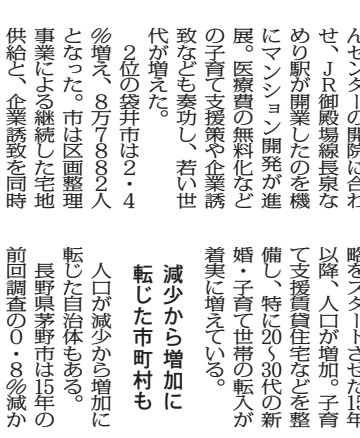 んセンターの開院に合わ
せ、ＪＲ御殿場線長泉な
めり駅が開業したのを機
にマンション開発が進
展。医療費の無料化など
の子育て支援策や企業誘
致なども奏功し、若い世
代が増えた。
　２位の袋井市は２・４
％増え、８万７８８２人
となった。市は区画整理
事業による継続した宅地
供給と、企業誘致を同時
略をスタートさせた15年
以降、人口が増加。子育
て支援賃貸住宅などを整
備し、特に20～30代の新
婚・子育て世帯の転入が
着実に増えている。
減少から増加に
転じた市町村も
　人口が減少から増加に
転じた自治体もある。
　長野県茅野市は15年の
前回調査の０・８％減か